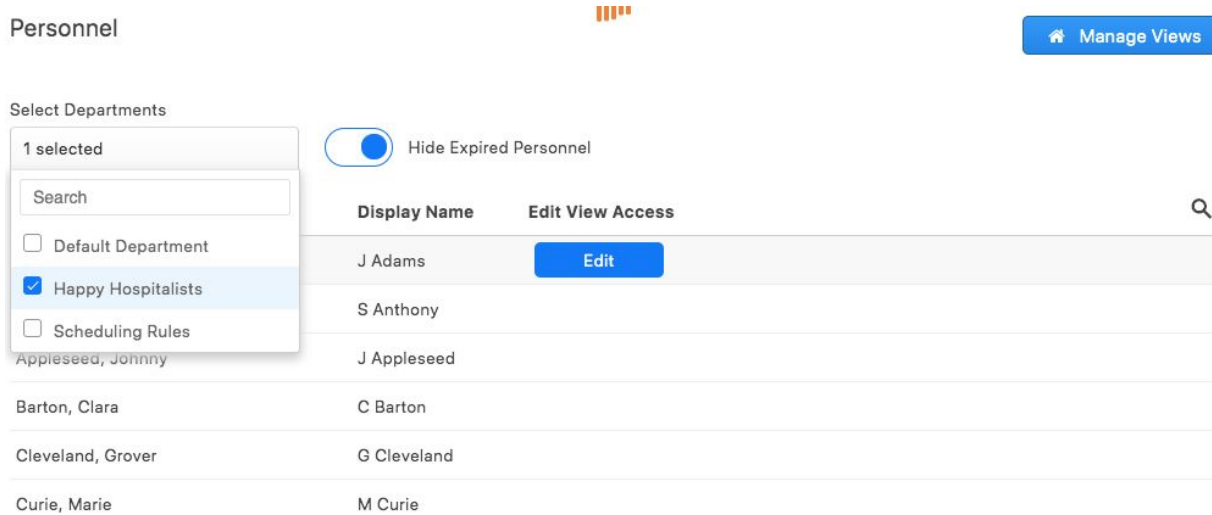 Personnel
Manage Views
Select Departments
1 selected
Hide Expired Personnel
Search
Display Name Edit View Access
Default Department
J Adams Edit
Happy Hospitalists
S Anthony
Scheduling Rules
Appleseed, Johnny J Appleseed
Barton, Clara C Barton
Cleveland, Grover G Cleveland
Curie, Marie M Curie